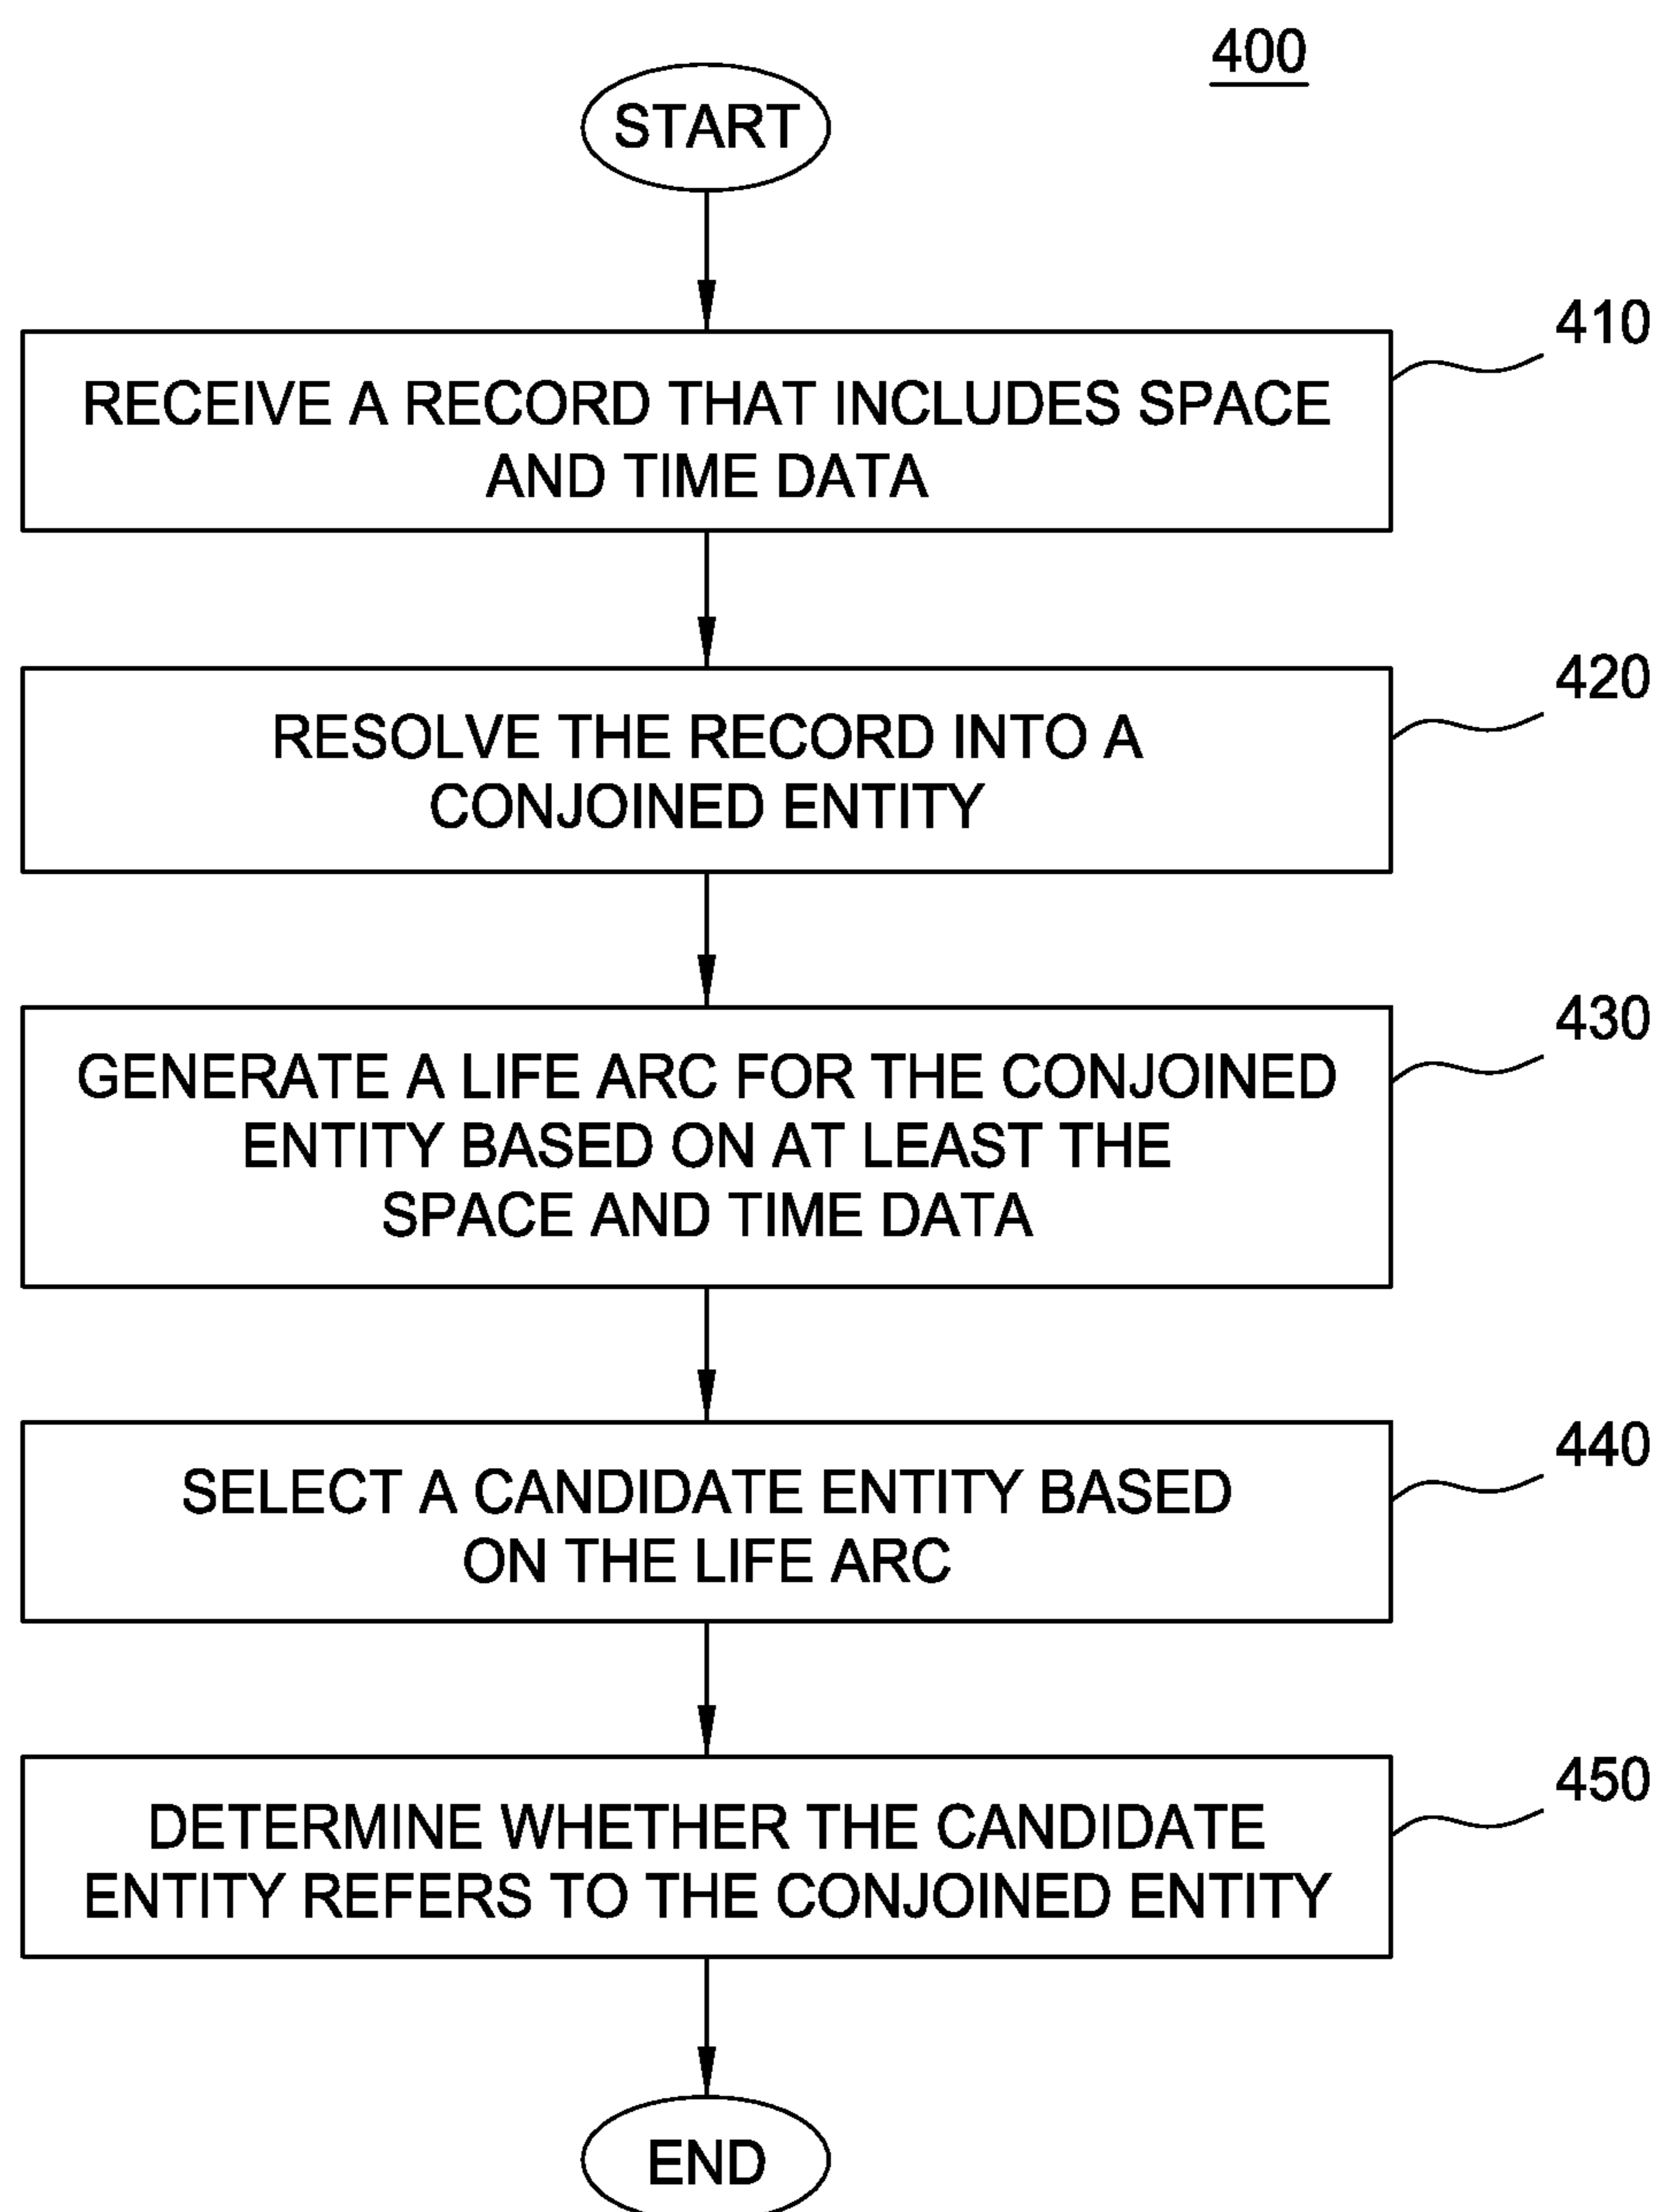 400
START
410
RECEIVE A RECORD THAT INCLUDES SPACE
AND TIME DATA
420
RESOLVE THE RECORD INTO A
CONJOINED ENTITY
430
GENERATE A LIFE ARC FOR THE CONJOINED
ENTITY BASED ON AT LEAST THE
SPACE AND TIME DATA
440
SELECT A CANDIDATE ENTITY BASED
ON THE LIFE ARC
450
DETERMINE WHETHER THE CANDIDATE
ENTITY REFERS TO THE CONJOINED ENTITY
END